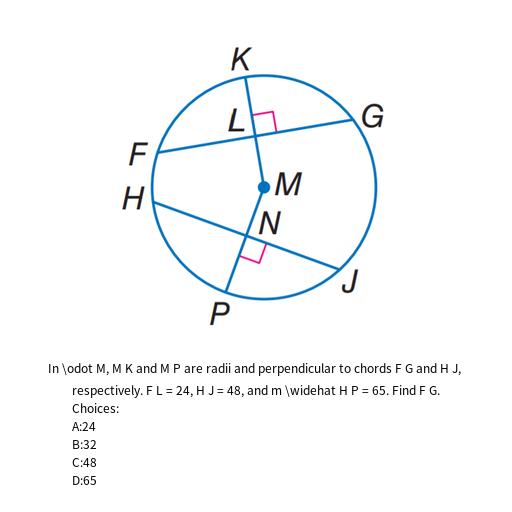 K
L
G
F
M
H
N
J
P
In \odot M, M K and M P are radii and perpendicular to chords F G and H J,
respectively. F L = 24, H J = 48, and m \widehat H P = 65. Find F G.
Choices:
A:24
B:32
C:48
D:65